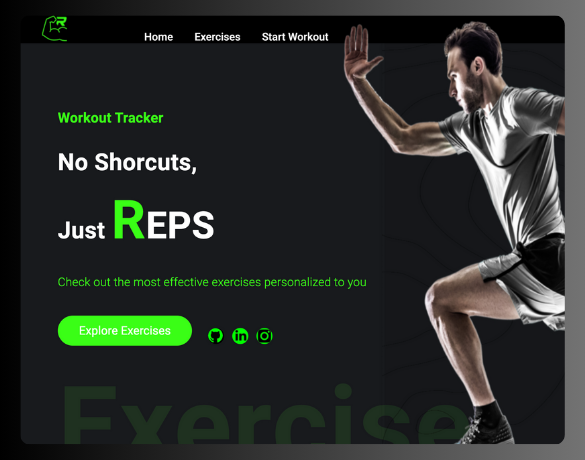 R
Home Exercises Start Workout
Workout Tracker
No Shorcuts,
Just REPS
Check out the most effective exercises personalized to you
Explore Exercises
in
Exercise